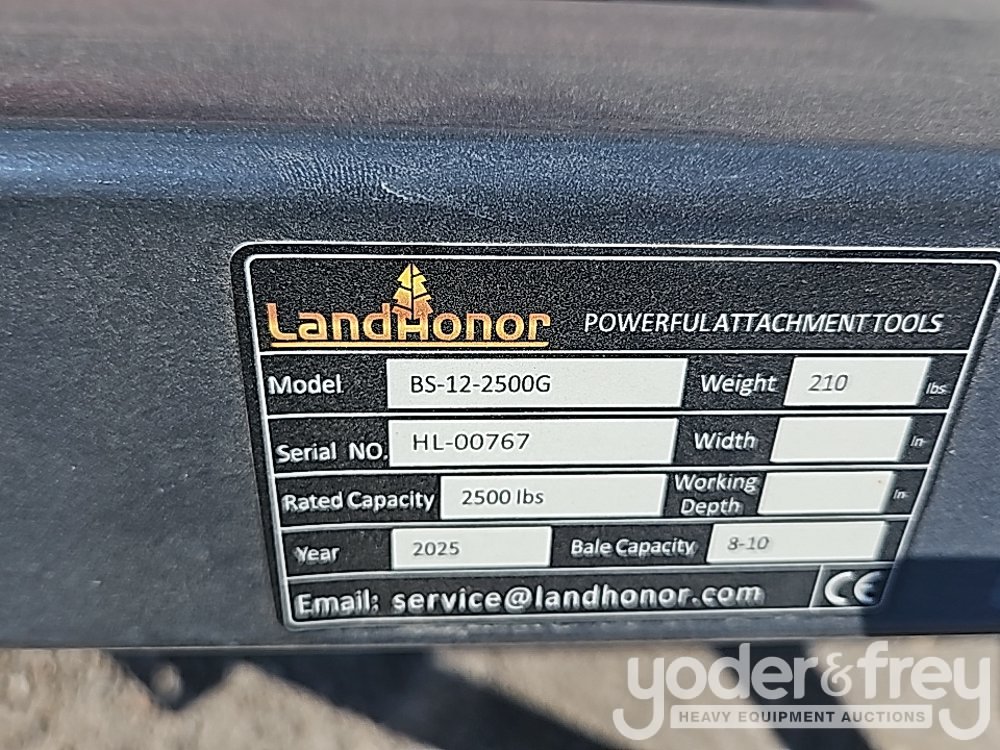 LandHonor POWERFUL ATTACHMENT TOOLS
Model BS-12-2500G Weight 210 lbs
Serial NO. HL-00767 Width In
Rated Capacity 2500 lbs Working Depth In
Year 2025 Bale Capacity 8-10
Email: service@landhonor.com CE
yoder&frey
HEAVY EQUIPMENT AUCTIONS